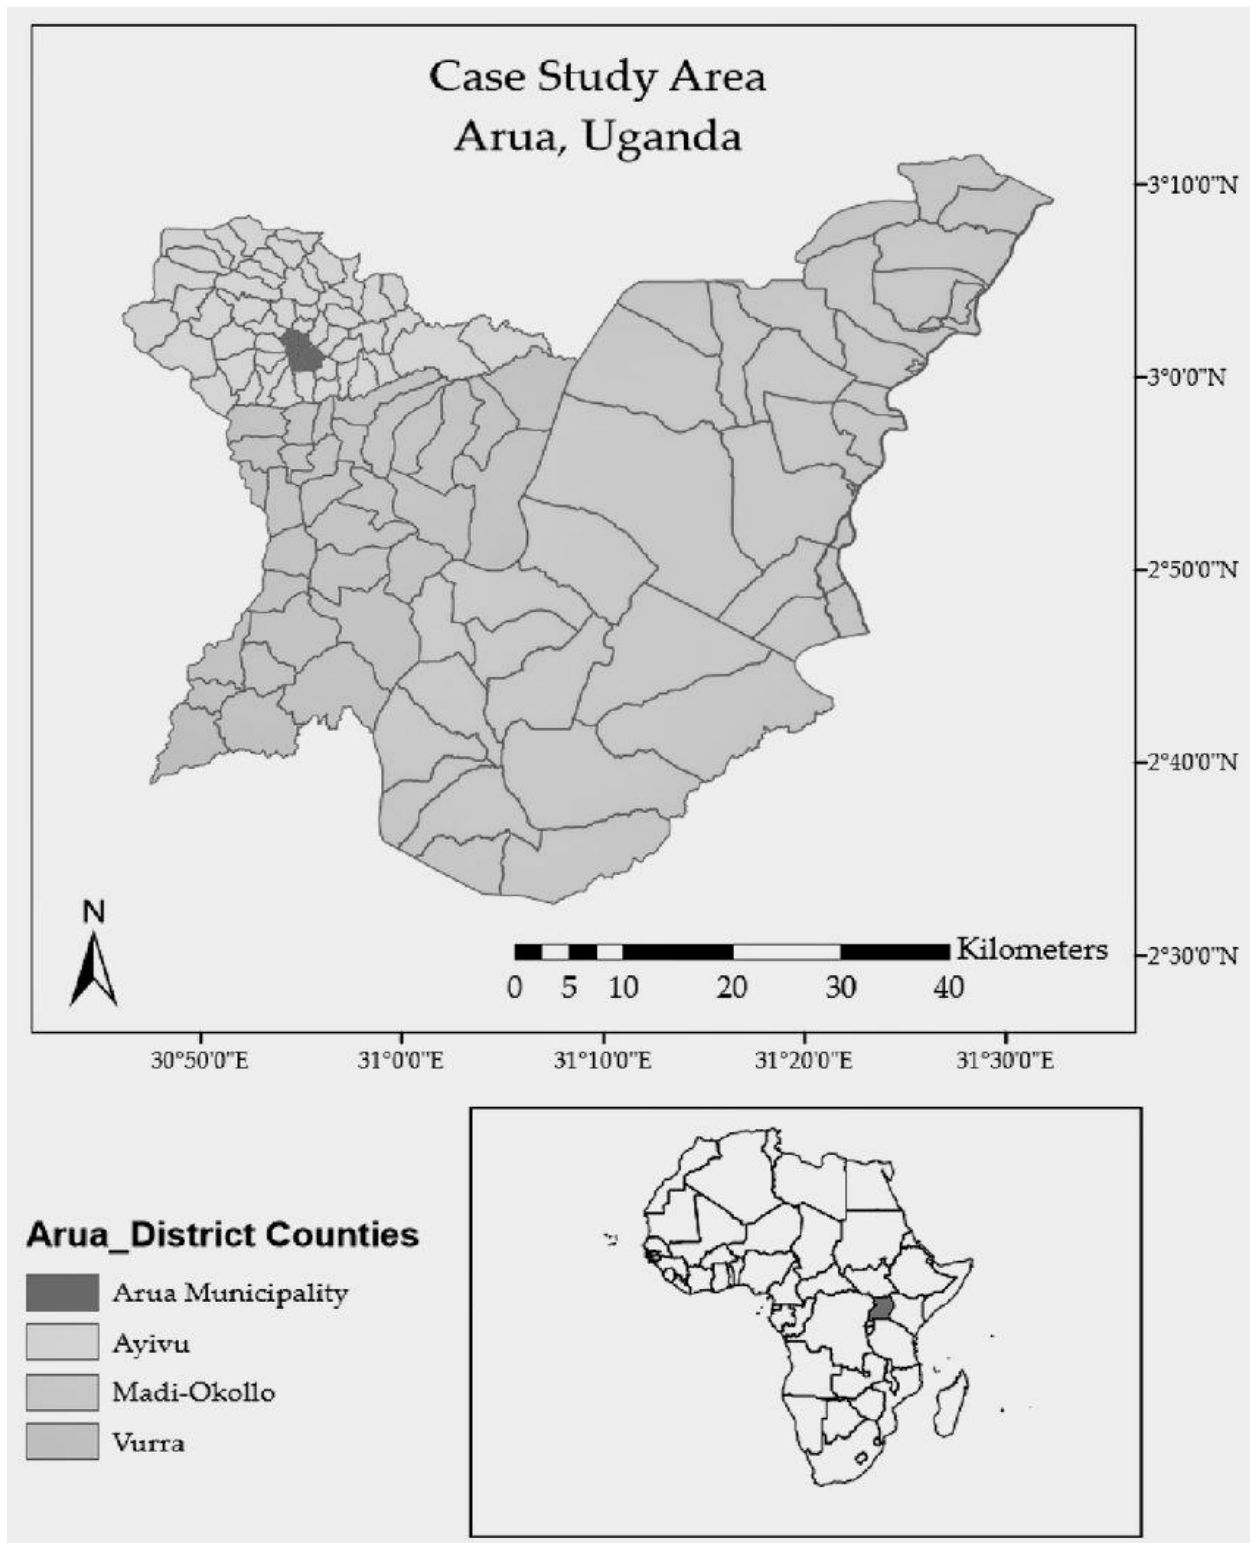 Case Study Area
Arua, Uganda
3°10'0"N
3°0'0"N
2°50'0"N
2°40'0"N
2°30'0"N
N
Kilometers
0 5 10 20 30 40
30°50'0"E 31°0'0"E 31°10'0"E 31°20'0"E 31°30'0"E
Arua_District Counties
Arua Municipality
Ayivu
Madi-Okollo
Vurra